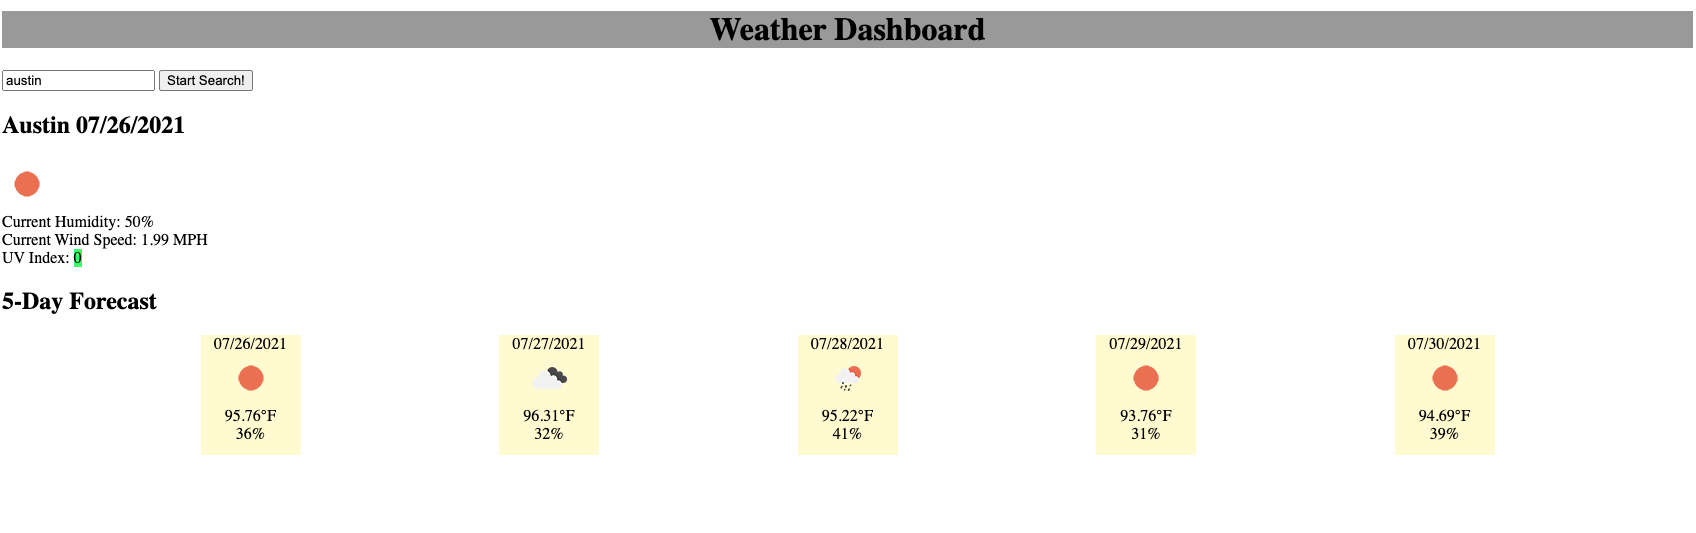 Weather Dashboard
austin Start Search!
Austin 07/26/2021
Current Humidity: 50%
Current Wind Speed: 1.99 MPH
UV Index: 0
5-Day Forecast
07/26/2021 07/27/2021 07/28/2021 07/29/2021 07/30/2021
95.76°F 96.31°F 95.22°F 93.76°F 94.69°F
36% 32% 41% 31% 39%